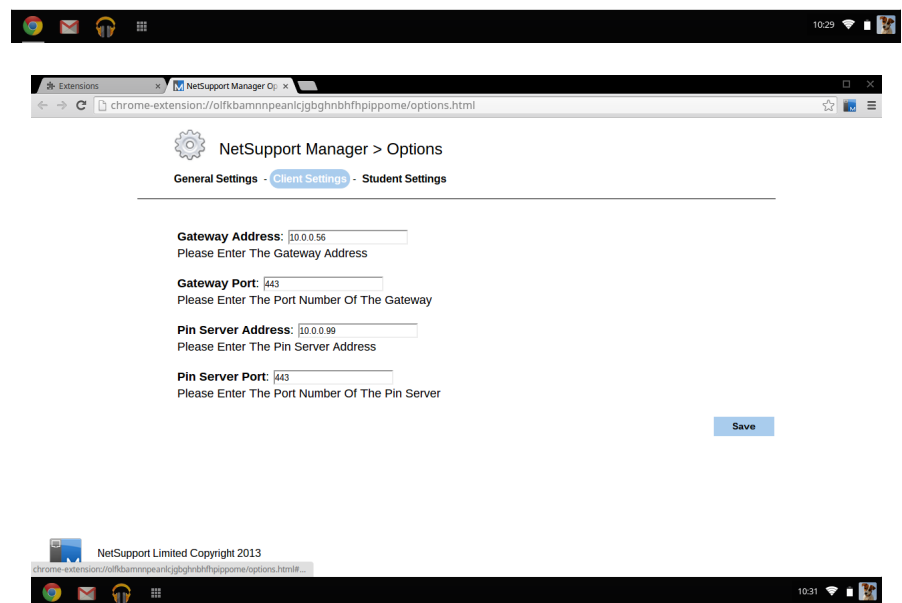 10:29
Extensions
NetSupport Manager Op
chrome-extension://olfkbamnnpeanlcjgbghnbhfhpippome/options.html
NetSupport Manager > Options
General Settings - Client Settings - Student Settings
Gateway Address: 10.0.0.56
Please Enter The Gateway Address
Gateway Port: 443
Please Enter The Port Number Of The Gateway
Pin Server Address: 10.0.0.99
Please Enter The Pin Server Address
Pin Server Port: 443
Please Enter The Port Number Of The Pin Server
Save
NetSupport Limited Copyright 2013
chrome-extension://olfkbamnnpeanlcjgbghnbhfhpippome/options.html#...
10:31